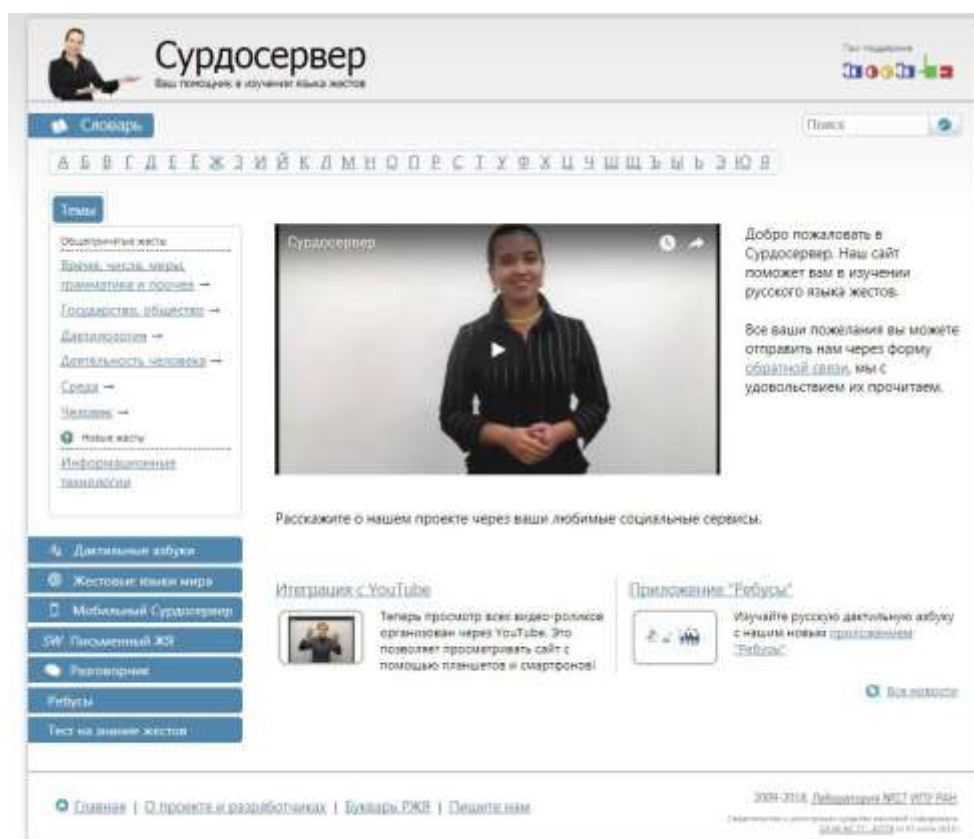 Сурдосервер
Ваш помощник в изучении языка жестов
При поддержке
Словарь
Поиск
А Б В Г Д Е Ё Ж З И Й К Л М Н О П Р С Т У Ф Х Ц Ч Ш Щ Ъ Ы Ь Э Ю Я
Темы
Общепринятые жесты
Время, числа, меры,
грамматика и прочее →
Государство, общество →
Дактилология →
Деятельность человека →
Среда →
Человек →
Новые жесты
Информационные
технологии
Сурдосервер
Добро пожаловать в
Сурдосервер. Наш сайт
поможет вам в изучении
русского языка жестов.
Все ваши пожелания вы можете
отправить нам через форму
обратной связи, мы с
удовольствием их прочитаем.
Расскажите о нашем проекте через ваши любимые социальные сервисы.
Дактильные азбуки
Жестовые языки мира
Мобильный Сурдосервер
SW Письменный ЖЯ
Разговорник
Ребусы
Тест на знание жестов
Итеграция с YouTube
Теперь просмотр всех видео-роликов
организован через YouTube. Это
позволяет просматривать сайт с
помощью планшетов и смартфонов!
Приложение "Ребусы"
Изучайте русскую дактильную азбуку
с нашим новым приложением
"Ребусы"
Все новости
Главная | О проекте и разработчиках | Букварь РЖЯ | Пишите нам
2009-2018, Лаборатория №17 ИПУ РАН